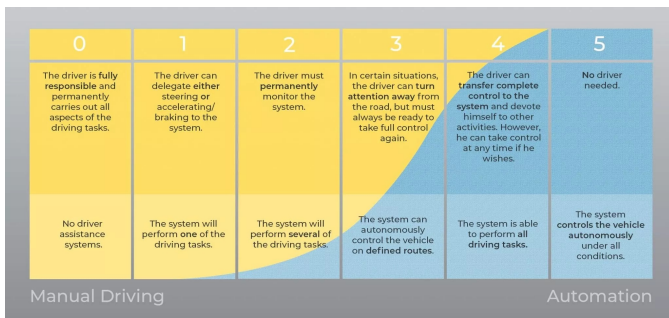 0
1
2
3
4
5
The driver is fully
responsible and
permanently
carries out all
aspects of the
driving tasks.
The driver can
delegate either
steering or
accelerating/
braking to the
system.
The driver must
permanently
monitor the
system.
In certain situations,
the driver can turn
attention away from
the road, but must
always be ready to
take full control
again.
The driver can
transfer complete
control to the
system and devote
himself to other
activities. However,
he can take control
at any time if he
wishes.
No driver
needed.
No driver
assistance
systems.
The system will
perform one of the
driving tasks.
The system will
perform several of
the driving tasks.
The system can
autonomously
control the vehicle
on defined routes.
The system is able
to perform all
driving tasks.
The system
controls the vehicle
autonomously
under all
conditions.
Manual Driving
Automation